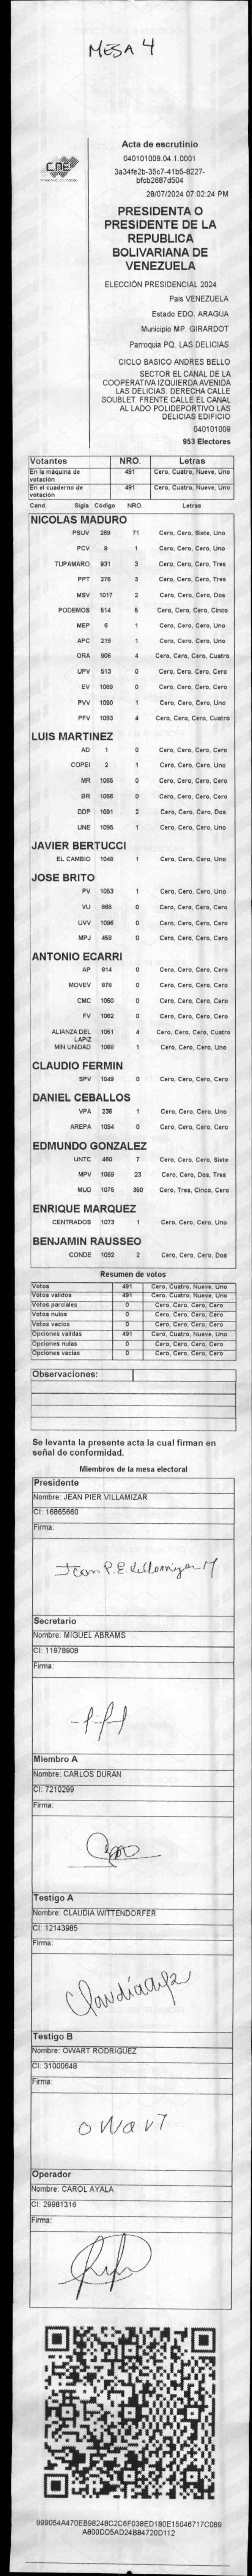 MESA 4
CNE
Acta de escrutinio
040101009.04.1.0001
3a34fe2b-35c7-41b5-8227-
bfcb2687d504
28/07/2024 07:02:24 PM
PRESIDENTA O
PRESIDENTE DE LA
REPUBLICA
BOLIVARIANA DE
VENEZUELA
ELECCIÓN PRESIDENCIAL 2024
Pais VENEZUELA
Estado EDO. ARAGUA
Municipio MP. GIRARDOT
Parroquia PQ. LAS DELICIAS
CICLO BASICO ANDRES BELLO
SECTOR EL CANAL DE LA
COOPERATIVA IZQUIERDA AVENIDA
LAS DELICIAS. DERECHA CALLE
SOUBLET. FRENTE CALLE EL CANAL
AL LADO POLIDEPORTIVO LAS
DELICIAS EDIFICIO
040101009
953 Electores
Votantes NRO. Letras
En la máquina de votación 491 Cero, Cuatro, Nueve, Uno
En el cuaderno de votación 491 Cero, Cuatro, Nueve, Uno
Cand. Sigla Código NRO. Letras
NICOLAS MADURO
PSUV 269 71 Cero, Cero, Siete, Uno
PCV 9 1 Cero, Cero, Cero, Uno
TUPAMARO 931 3 Cero, Cero, Cero, Tres
PPT 276 3 Cero, Cero, Cero, Tres
MSV 1017 2 Cero, Cero, Cero, Dos
PODEMOS 514 5 Cero, Cero, Cero, Cinco
MEP 6 1 Cero, Cero, Cero, Uno
APC 219 1 Cero, Cero, Cero, Uno
ORA 906 4 Cero, Cero, Cero, Cuatro
UPV 513 0 Cero, Cero, Cero, Cero
EV 1089 0 Cero, Cero, Cero, Cero
PVV 1090 1 Cero, Cero, Cero, Uno
PFV 1093 4 Cero, Cero, Cero, Cuatro
LUIS MARTINEZ
AD 1 0 Cero, Cero, Cero, Cero
COPEI 2 1 Cero, Cero, Cero, Uno
MR 1065 0 Cero, Cero, Cero, Cero
BR 1066 0 Cero, Cero, Cero, Cero
DDP 1091 2 Cero, Cero, Cero, Dos
UNE 1095 1 Cero, Cero, Cero, Uno
JAVIER BERTUCCI
EL CAMBIO 1048 1 Cero, Cero, Cero, Uno
JOSE BRITO
PV 1053 1 Cero, Cero, Cero, Uno
VU 868 0 Cero, Cero, Cero, Cero
UVV 1096 0 Cero, Cero, Cero, Cero
MPJ 459 0 Cero, Cero, Cero, Cero
ANTONIO ECARRI
AP 914 0 Cero, Cero, Cero, Cero
MOVEV 979 0 Cero, Cero, Cero, Cero
CMC 1050 0 Cero, Cero, Cero, Cero
FV 1062 0 Cero, Cero, Cero, Cero
ALIANZA DEL LAPIZ 1051 4 Cero, Cero, Cero, Cuatro
MIN UNIDAD 1069 1 Cero, Cero, Cero, Uno
CLAUDIO FERMIN
SPV 1049 0 Cero, Cero, Cero, Cero
DANIEL CEBALLOS
VPA 236 1 Cero, Cero, Cero, Uno
AREPA 1094 0 Cero, Cero, Cero, Cero
EDMUNDO GONZALEZ
UNTC 460 7 Cero, Cero, Cero, Siete
MPV 1069 23 Cero, Cero, Dos, Tres
MUD 1075 350 Cero, Tres, Cinco, Cero
ENRIQUE MARQUEZ
CENTRADOS 1073 1 Cero, Cero, Cero, Uno
BENJAMIN RAUSSEO
CONDE 1092 2 Cero, Cero, Cero, Dos
Resumen de votos
Votos 491 Cero, Cuatro, Nueve, Uno
Votos validos 491 Cero, Cuatro, Nueve, Uno
Votos parciales 0 Cero, Cero, Cero, Cero
Votos nulos 0 Cero, Cero, Cero, Cero
Votos vacios 0 Cero, Cero, Cero, Cero
Opciones validas 491 Cero, Cuatro, Nueve, Uno
Opciones nulas 0 Cero, Cero, Cero, Cero
Opciones vacías 0 Cero, Cero, Cero, Cero
Observaciones:
Se levanta la presente acta la cual firman en
señal de conformidad.
Miembros de la mesa electoral
Presidente
Nombre: JEAN PIER VILLAMIZAR
CI: 16865660
Firma:
Jean P.E. Villamizar M
Secretario
Nombre: MIGUEL ABRAMS
CI: 11978908
Firma:
Miembro A
Nombre: CARLOS DURAN
CI: 7210299
Firma:
Testigo A
Nombre: CLAUDIA WITTENDORFER
CI: 12143985
Firma:
Testigo B
Nombre: OWART RODRIGUEZ
CI: 31000648
Firma:
OWART
Operador
Nombre: CAROL AYALA
CI: 29981316
Firma:
999054A470EB98248C2C6F038ED180E15046717C089
A800DD5AD24B84720D112